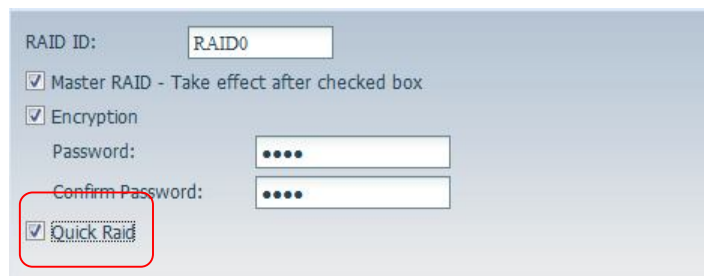 RAID ID: RAID0
Master RAID - Take effect after checked box
Encryption
Password: ••••
Confirm Password: ••••
Quick Raid